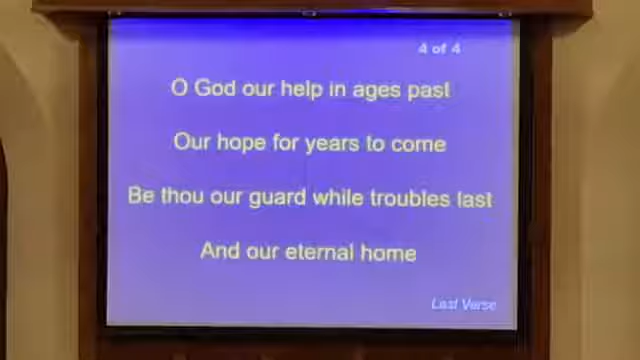 4 of 4
O God our help in ages past
Our hope for years to come
Be thou our guard while troubles last
And our eternal home
Last Verse